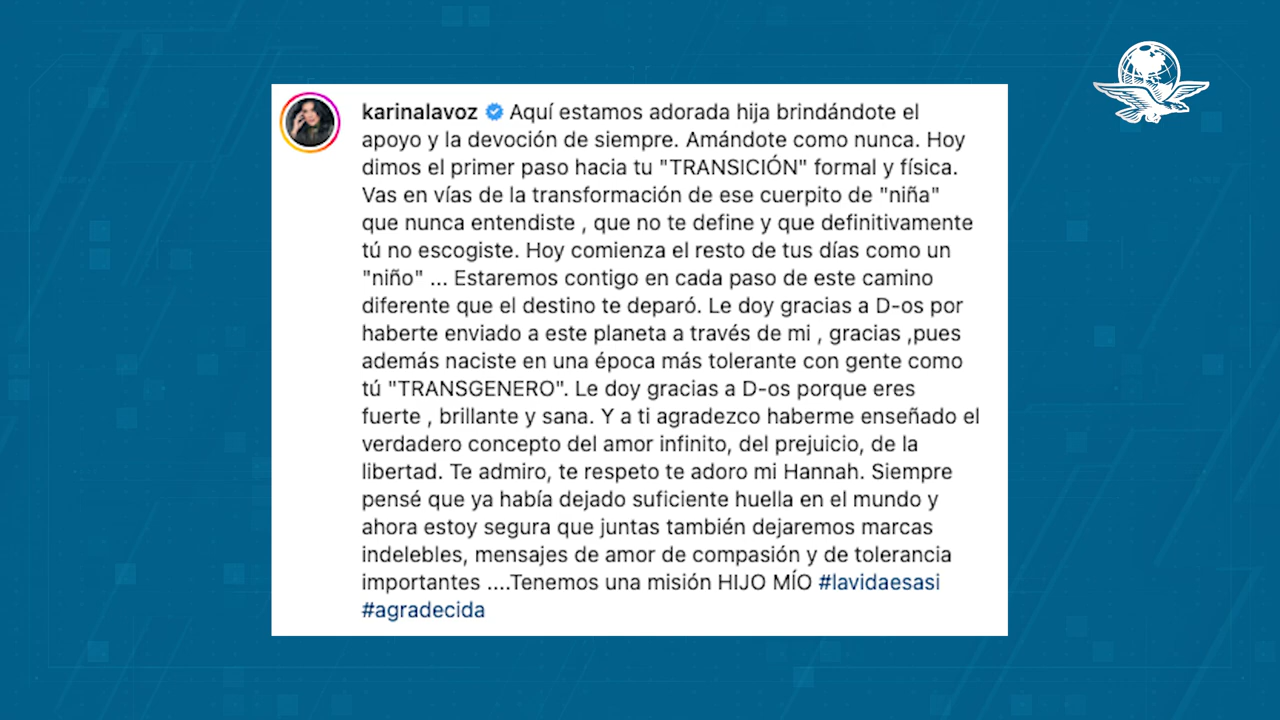 karinalavoz Aquí estamos adorada hija brindándote el
apoyo y la devoción de siempre. Amándote como nunca. Hoy
dimos el primer paso hacia tu "TRANSICIÓN" formal y física.
Vas en vías de la transformación de ese cuerpito de "niña"
que nunca entendiste , que no te define y que definitivamente
tú no escogiste. Hoy comienza el resto de tus días como un
"niño" ... Estaremos contigo en cada paso de este camino
diferente que el destino te deparó. Le doy gracias a D-os por
haberte enviado a este planeta a través de mi , gracias ,pues
además naciste en una época más tolerante con gente como
tú "TRANSGENERO". Le doy gracias a D-os porque eres
fuerte , brillante y sana. Y a ti agradezco haberme enseñado el
verdadero concepto del amor infinito, del prejuicio, de la
libertad. Te admiro, te respeto te adoro mi Hannah. Siempre
pensé que ya había dejado suficiente huella en el mundo y
ahora estoy segura que juntas también dejaremos marcas
indelebles, mensajes de amor de compasión y de tolerancia
importantes ....Tenemos una misión HIJO MÍO #lavidaesasi
#agradecida